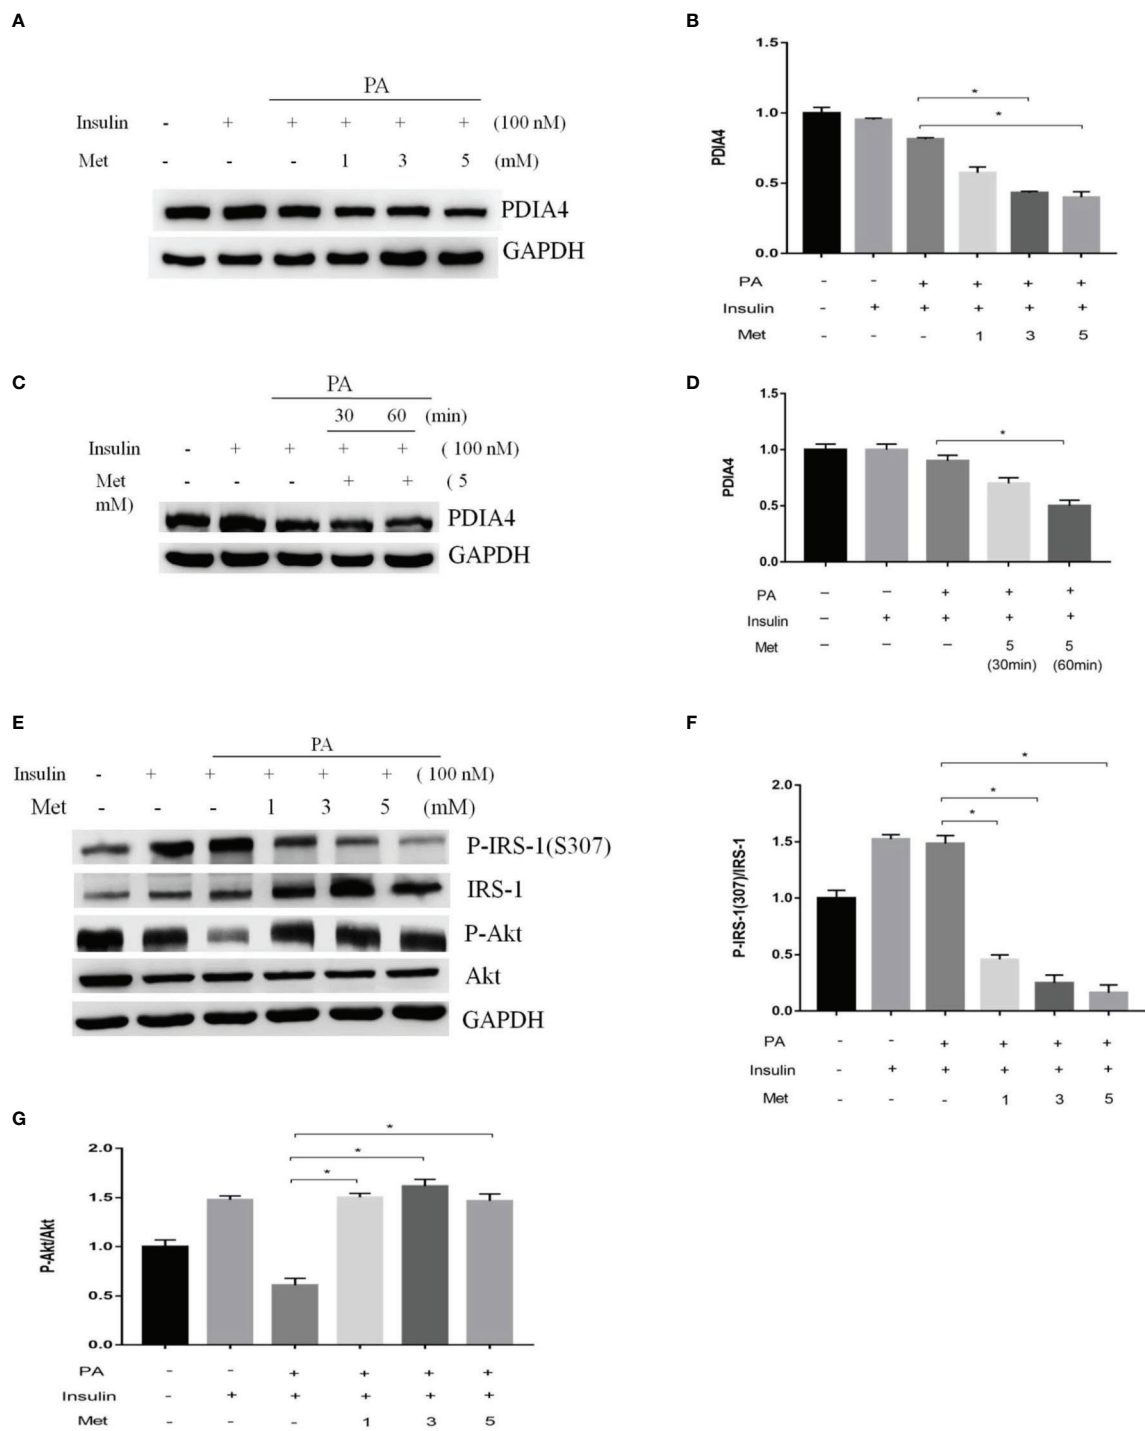 A
PA
Insulin - + + + + + (100 nM)
Met - - - 1 3 5 (mM)
PDIA4
GAPDH
B
PDIA4
1.5
1.0
0.5
0.0
*
*
PA - - + + + +
Insulin - + + + + +
Met - - - 1 3 5
C
PA
30 60 (min)
Insulin - + + + + ( 100 nM)
Met - - - + + ( 5
mM)
PDIA4
GAPDH
D
PDIA4
1.5
1.0
0.5
0.0
*
PA – – + + +
Insulin – + + + +
Met – – – 5 5
(30min) (60min)
E
PA
Insulin - + + + + + ( 100 nM)
Met - - - 1 3 5 (mM)
P-IRS-1(S307)
IRS-1
P-Akt
Akt
GAPDH
F
P-IRS-1(307)/IRS-1
2.0
1.5
1.0
0.5
0.0
*
*
*
PA - - + + + +
Insulin - + + + + +
Met - - - 1 3 5
G
P-Akt/Akt
2.0
1.5
1.0
0.5
0.0
*
*
*
PA - - + + + +
Insulin - + + + + +
Met - - - 1 3 5